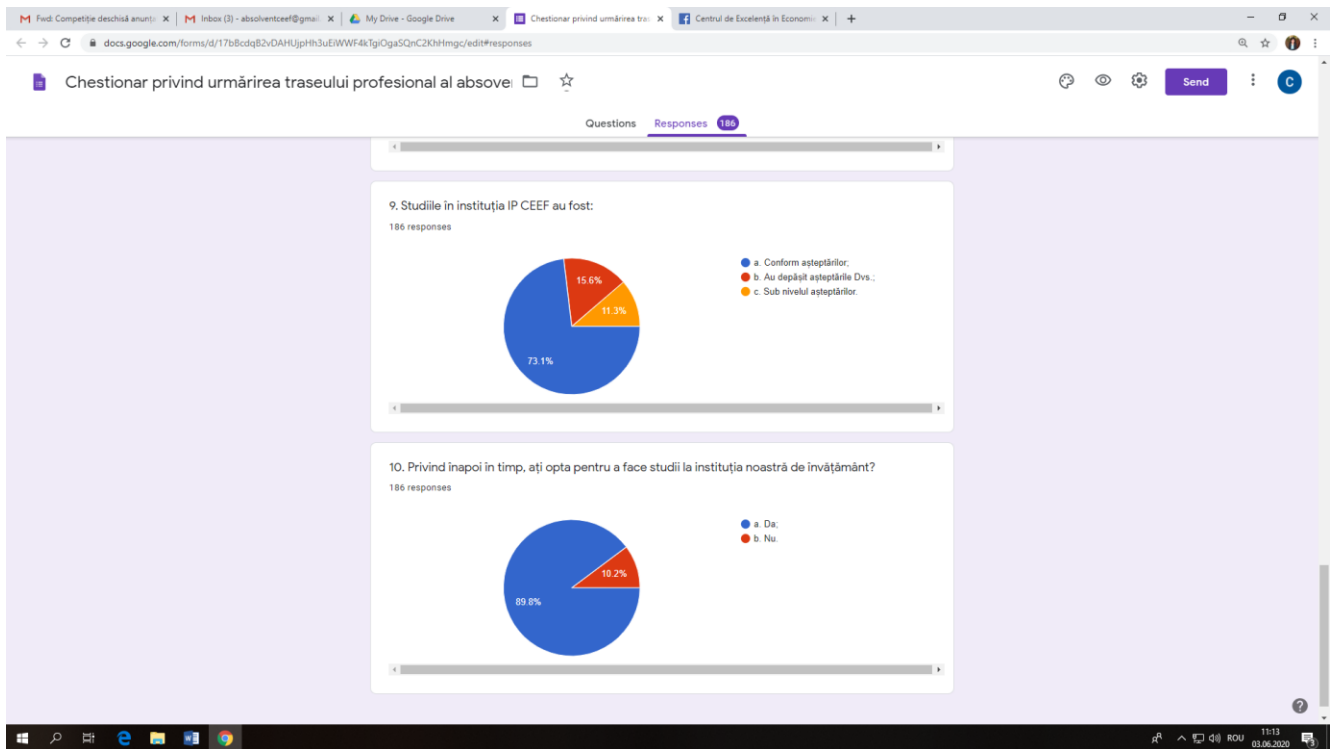 Fwd: Competiție deschisă anunța
Inbox (3) - absolventceef@gmail.
My Drive - Google Drive
Chestionar privind urmărirea tras
Centrul de Excelență în Economie
docs.google.com/forms/d/17bBcdqB2vDAHUjpHh3uEiWWF4kTgiOgaSQnC2KhHmgc/edit#responses
Chestionar privind urmărirea traseului profesional al absove
Send
C
Questions Responses 186
9. Studiile în instituția IP CEEF au fost:
186 responses
15.6%
11.3%
73.1%
a. Conform așteptărilor;
b. Au depășit așteptările Dvs.;
c. Sub nivelul așteptărilor.
10. Privind înapoi în timp, ați opta pentru a face studii la instituția noastră de învățământ?
186 responses
10.2%
89.8%
a. Da;
b. Nu.
ROU
11:13
03.06.2020
3